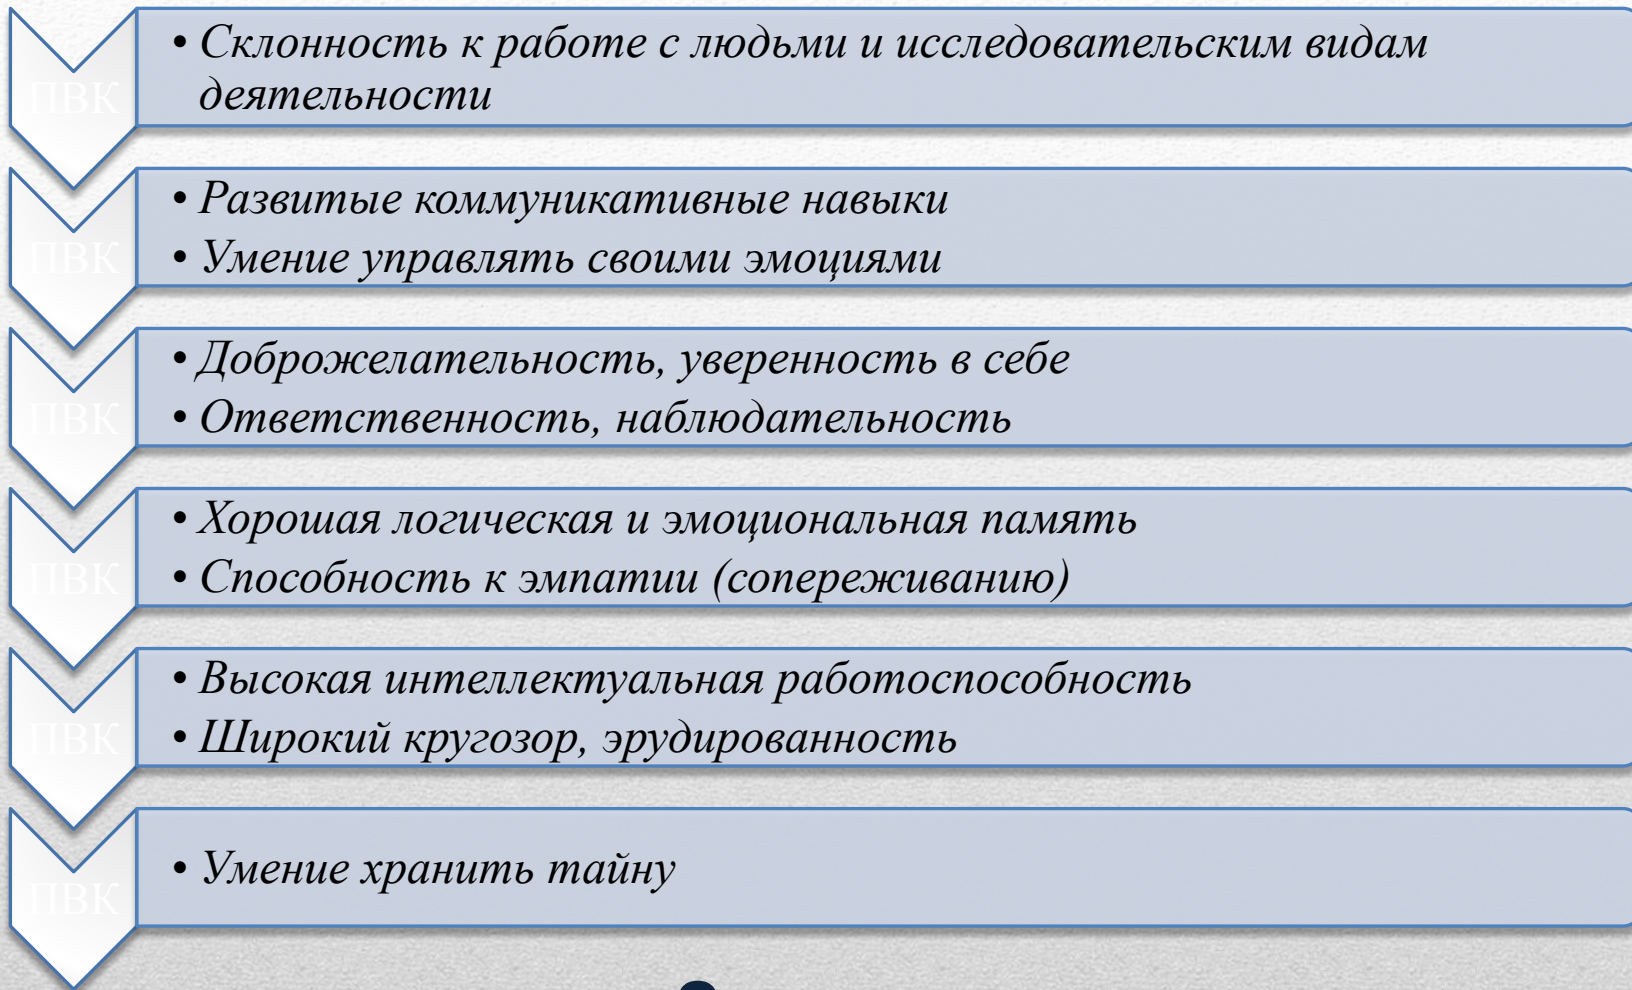 ПВК
• Склонность к работе с людьми и исследовательским видам
деятельности
ПВК
• Развитые коммуникативные навыки
• Умение управлять своими эмоциями
ПВК
• Доброжелательность, уверенность в себе
• Ответственность, наблюдательность
ПВК
• Хорошая логическая и эмоциональная память
• Способность к эмпатии (сопереживанию)
ПВК
• Высокая интеллектуальная работоспособность
• Широкий кругозор, эрудированность
ПВК
• Умение хранить тайну